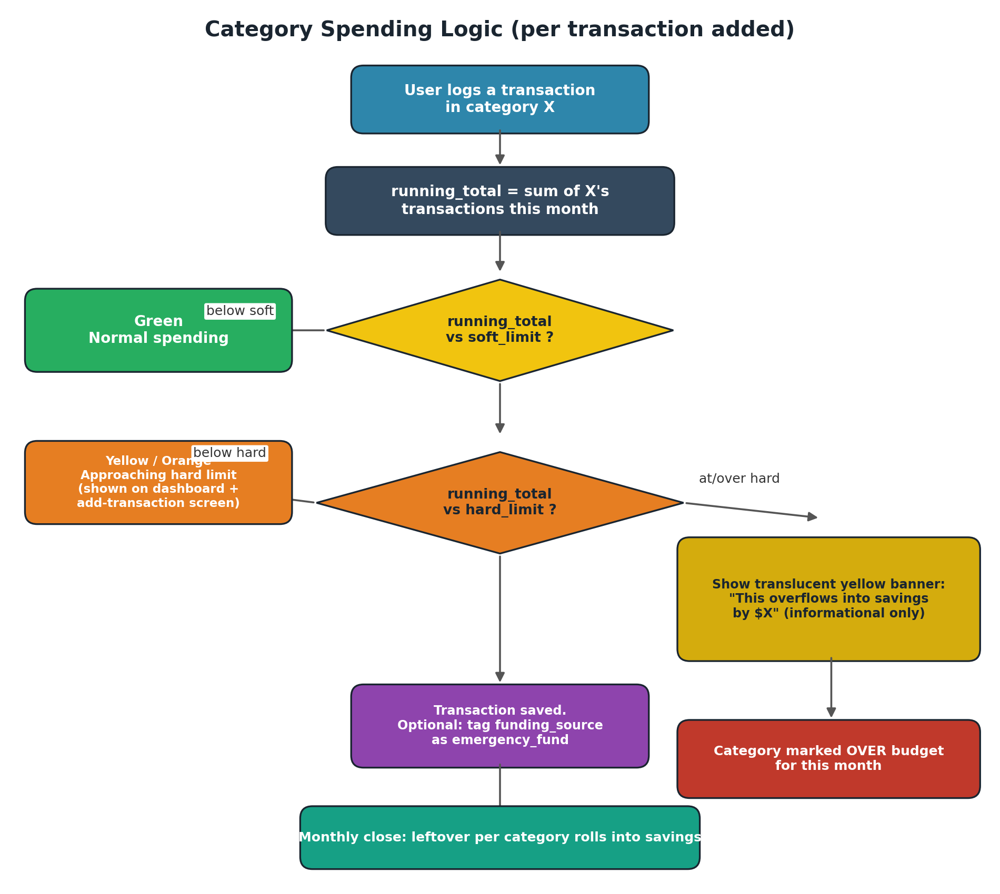 Category Spending Logic (per transaction added)
User logs a transaction
in category X
running_total = sum of X's
transactions this month
below soft
Green
Normal spending
running_total
vs soft_limit ?
below hard
Yellow / Orange
Approaching hard limit
(shown on dashboard +
add-transaction screen)
running_total
vs hard_limit ?
at/over hard
Show translucent yellow banner:
"This overflows into savings
by $X" (informational only)
Transaction saved.
Optional: tag funding_source
as emergency_fund
Category marked OVER budget
for this month
Monthly close: leftover per category rolls into savings